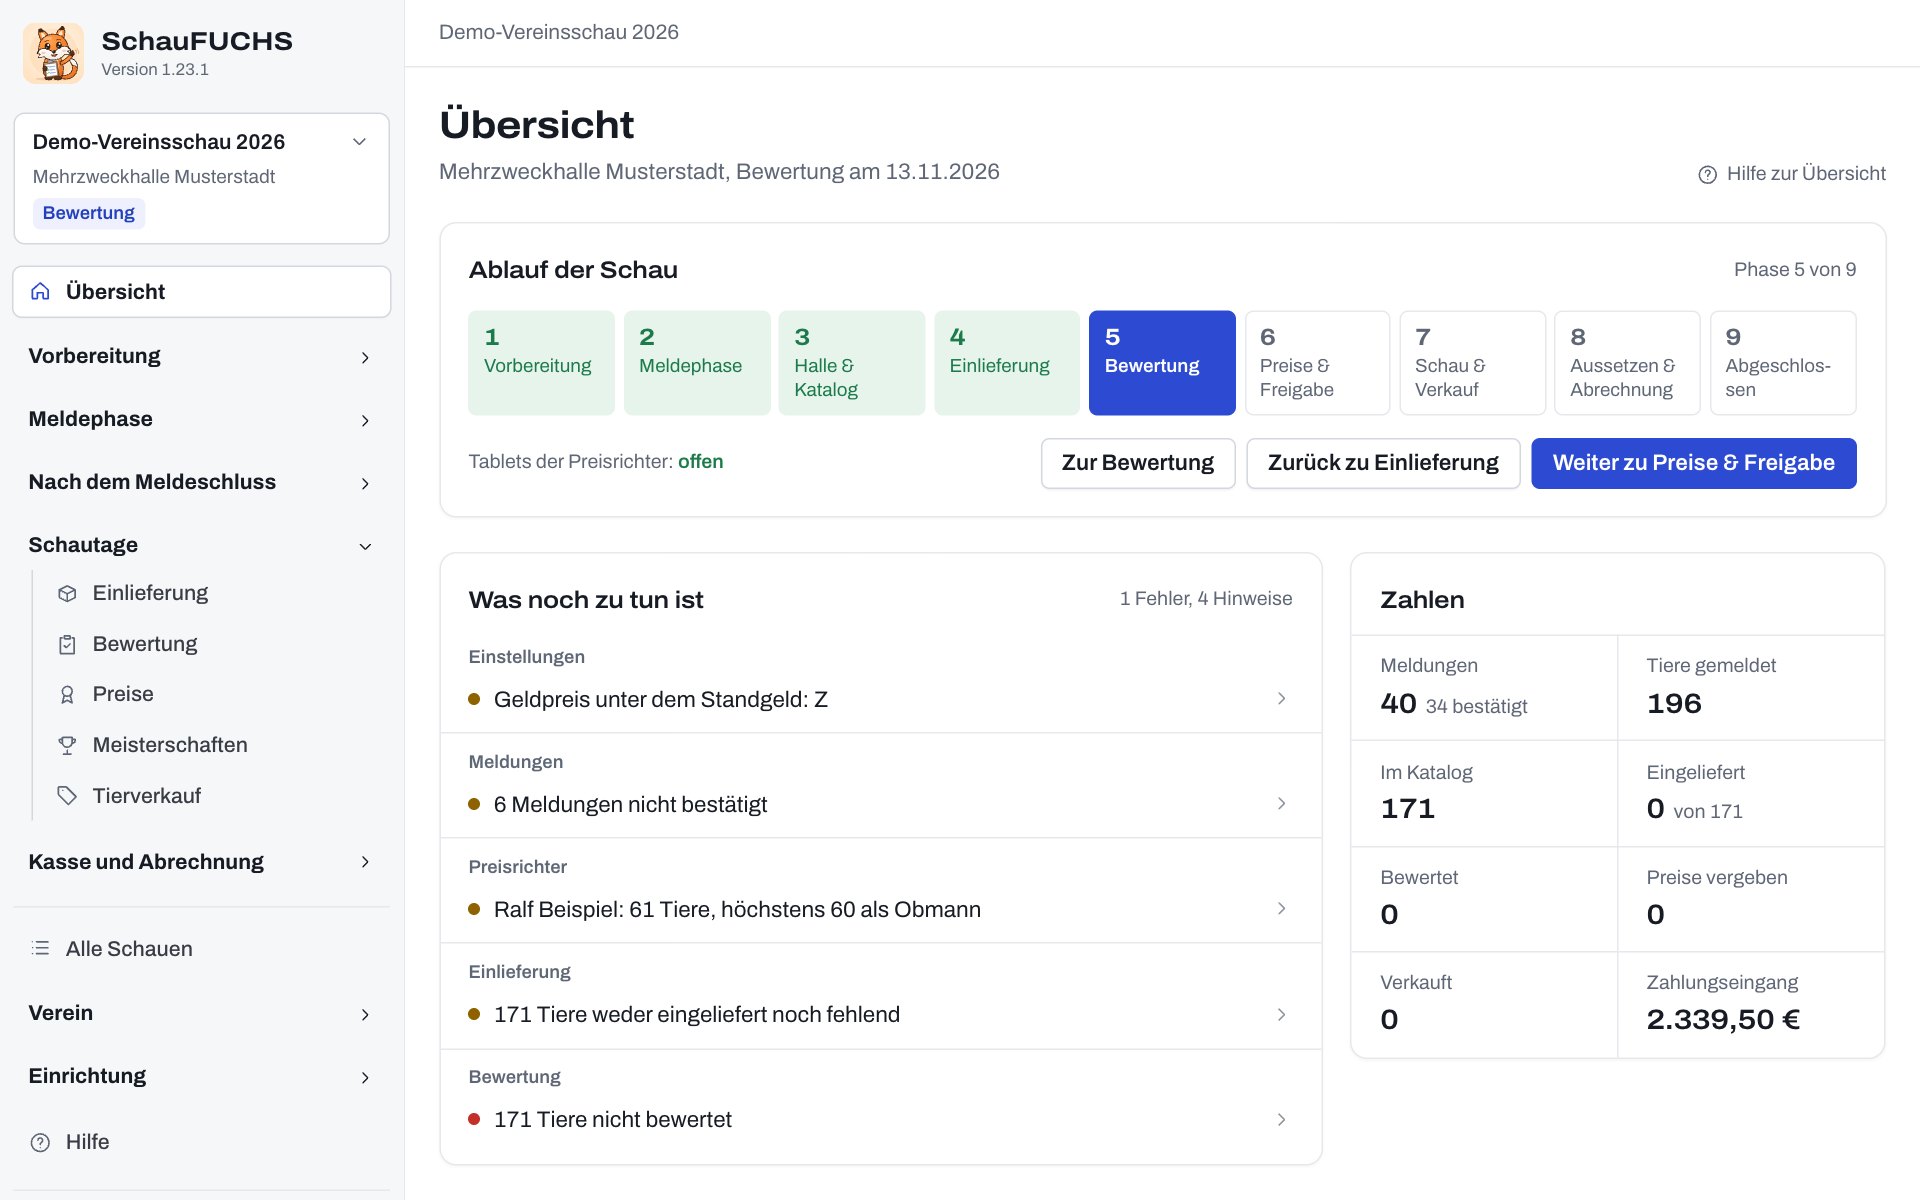 SchauFUCHS
Version 1.23.1
Demo-Vereinsschau 2026
Mehrzweckhalle Musterstadt
Bewertung
Übersicht
Vorbereitung
Meldephase
Nach dem Meldeschluss
Schautage
Einlieferung
Bewertung
Preise
Meisterschaften
Tierverkauf
Kasse und Abrechnung
Alle Schauen
Verein
Einrichtung
Hilfe
Demo-Vereinsschau 2026
Übersicht
Mehrzweckhalle Musterstadt, Bewertung am 13.11.2026
Hilfe zur Übersicht
Ablauf der Schau
Phase 5 von 9
1
Vorbereitung
2
Meldephase
3
Halle &
Katalog
4
Einlieferung
5
Bewertung
6
Preise &
Freigabe
7
Schau &
Verkauf
8
Aussetzen &
Abrechnung
9
Abgeschlos-
sen
Tablets der Preisrichter: offen
Zur Bewertung
Zurück zu Einlieferung
Weiter zu Preise & Freigabe
Was noch zu tun ist
1 Fehler, 4 Hinweise
Einstellungen
Geldpreis unter dem Standgeld: Z
Meldungen
6 Meldungen nicht bestätigt
Preisrichter
Ralf Beispiel: 61 Tiere, höchstens 60 als Obmann
Einlieferung
171 Tiere weder eingeliefert noch fehlend
Bewertung
171 Tiere nicht bewertet
Zahlen
Meldungen
40 34 bestätigt
Tiere gemeldet
196
Im Katalog
171
Eingeliefert
0 von 171
Bewertet
0
Preise vergeben
0
Verkauft
0
Zahlungseingang
2.339,50 €